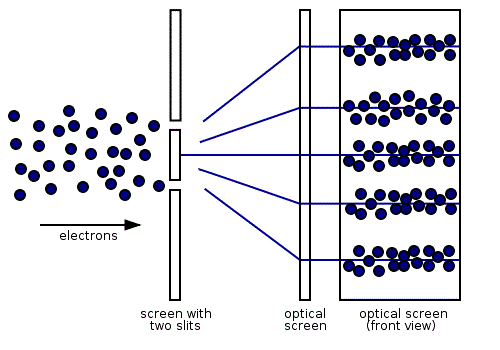 electrons
screen with
two slits
optical
screen
optical screen
(front view)